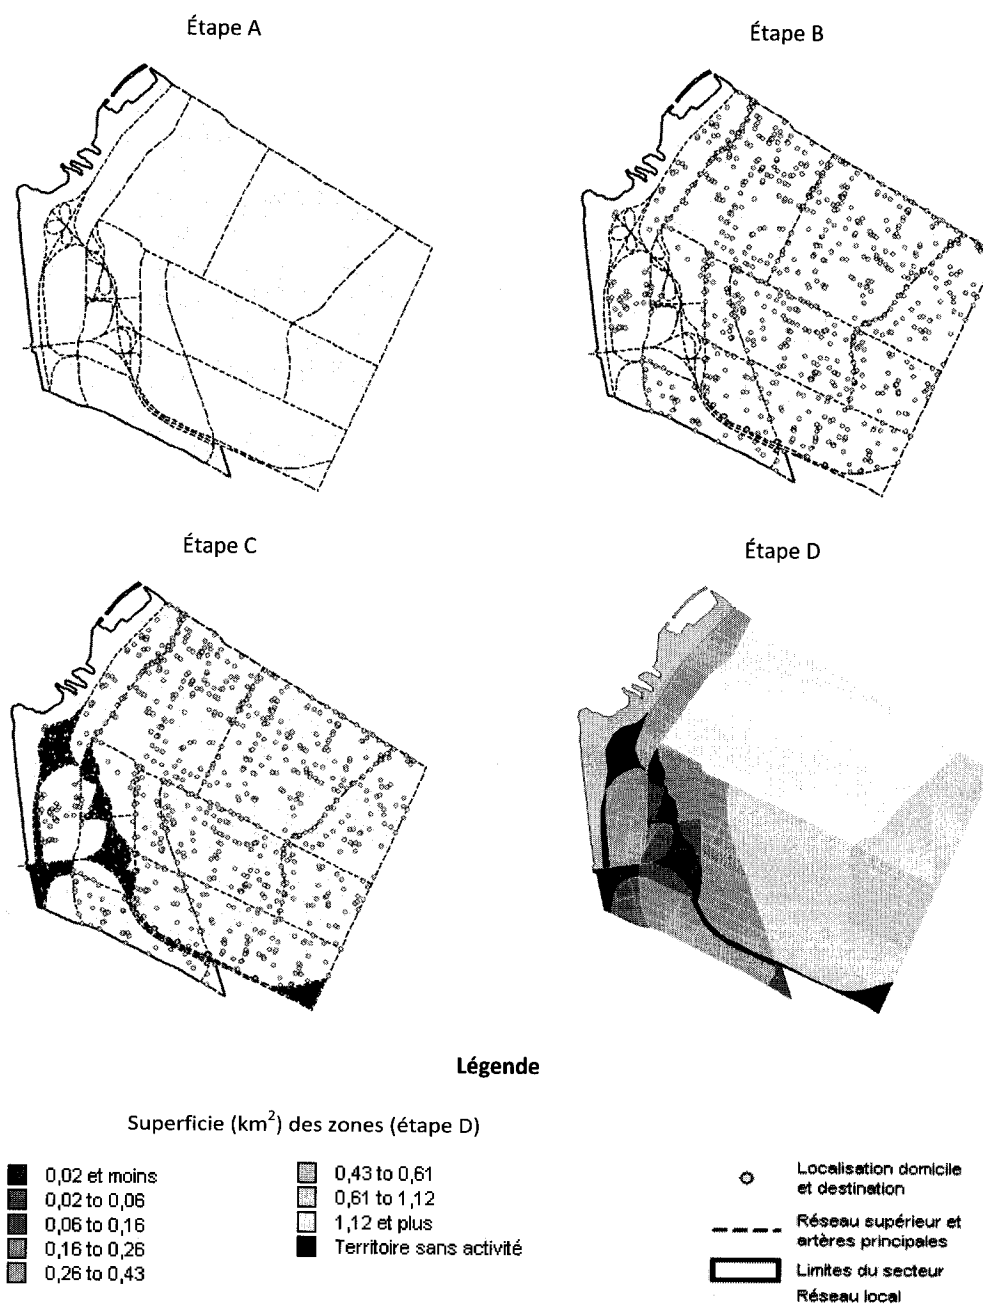 Étape A
Étape B
Étape C
Étape D
Légende
Superficie (km²) des zones (étape D)
0,02 et moins
0,02 to 0,06
0,06 to 0,16
0,16 to 0,26
0,26 to 0,43
0,43 to 0,61
0,61 to 1,12
1,12 et plus
Territoire sans activité
Localisation domicile
et destination
Réseau supérieur et
artères principales
Limites du secteur
Réseau local